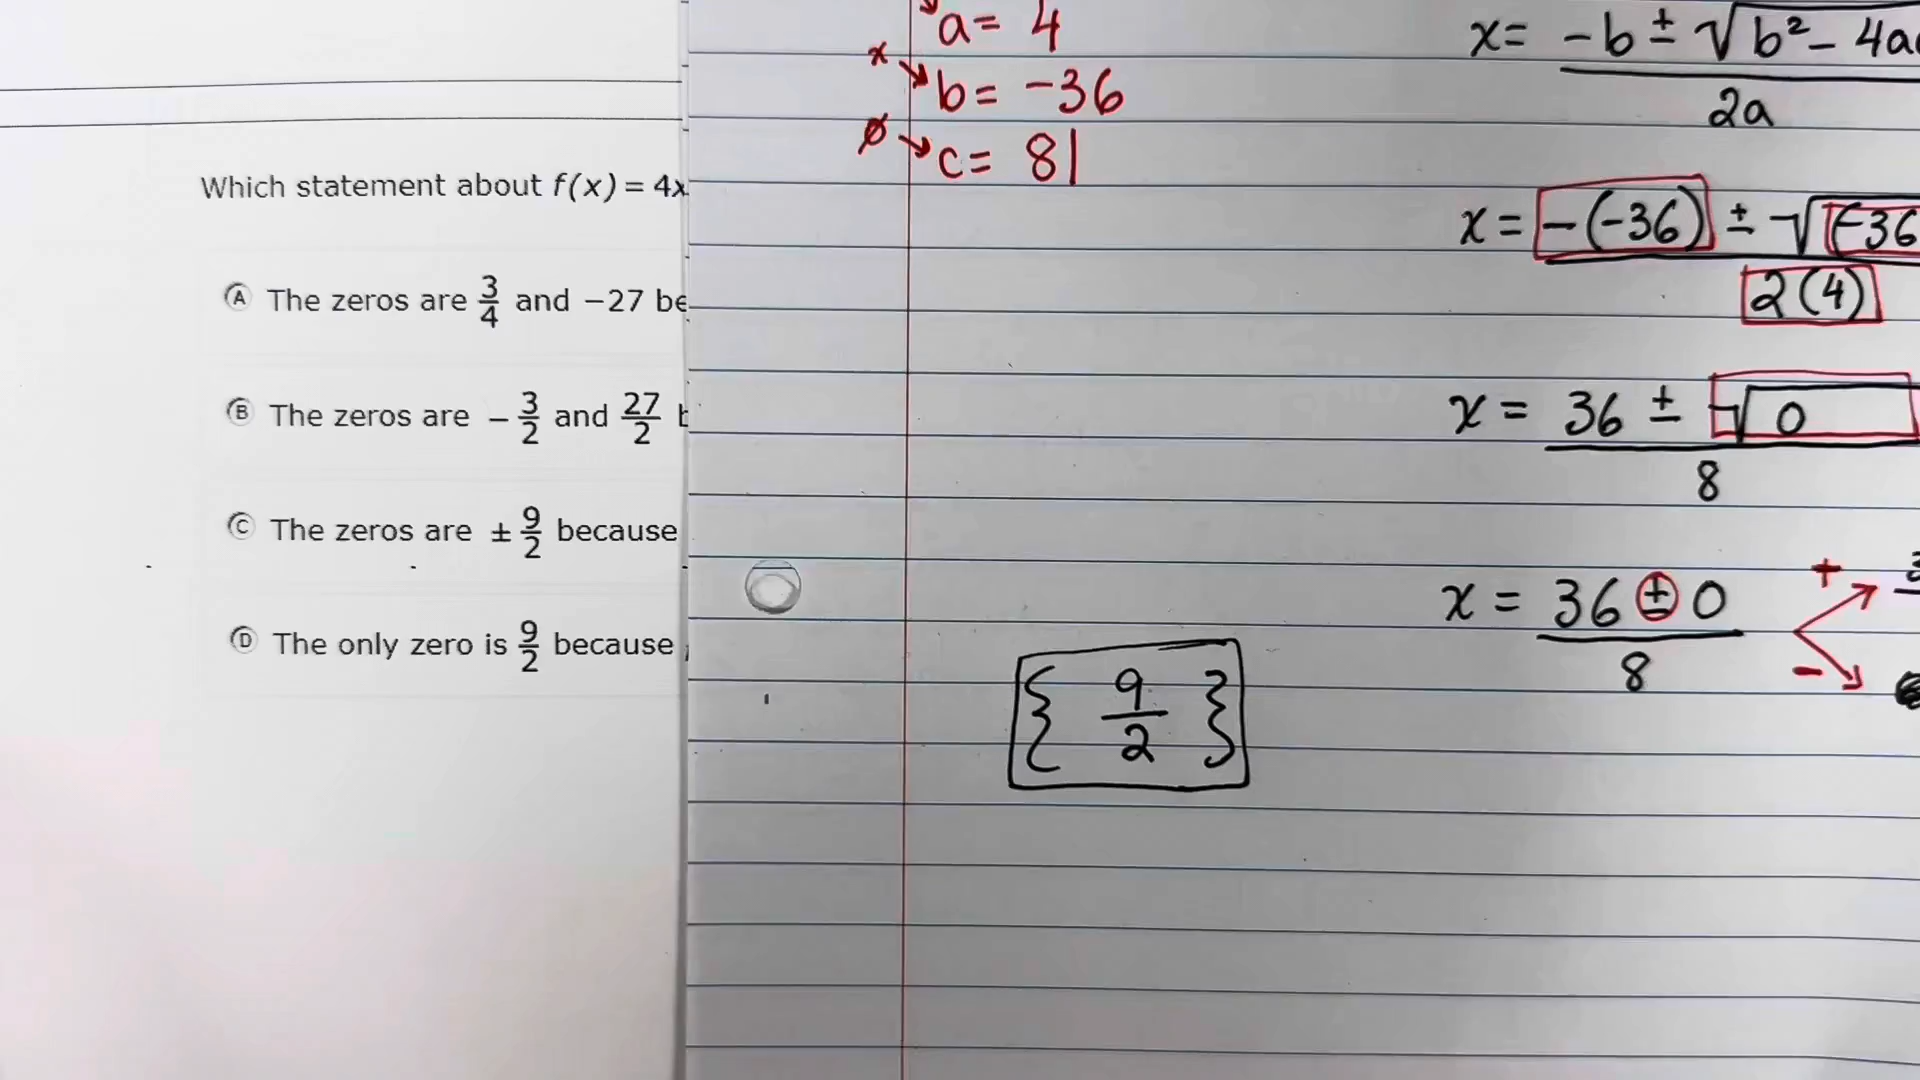 Which statement about f(x) = 4x
Ⓐ The zeros are 3/4 and −27 be
Ⓑ The zeros are − 3/2 and 27/2
Ⓒ The zeros are ± 9/2 because
Ⓓ The only zero is 9/2 because
a= 4
x b= -36
ø c= 81
{ 9/2 }
x= -b ± √b² - 4a
2a
x = -(-36) ± √(-36
2(4)
x = 36 ± √0
8
x = 36 ± 0
8
+
-